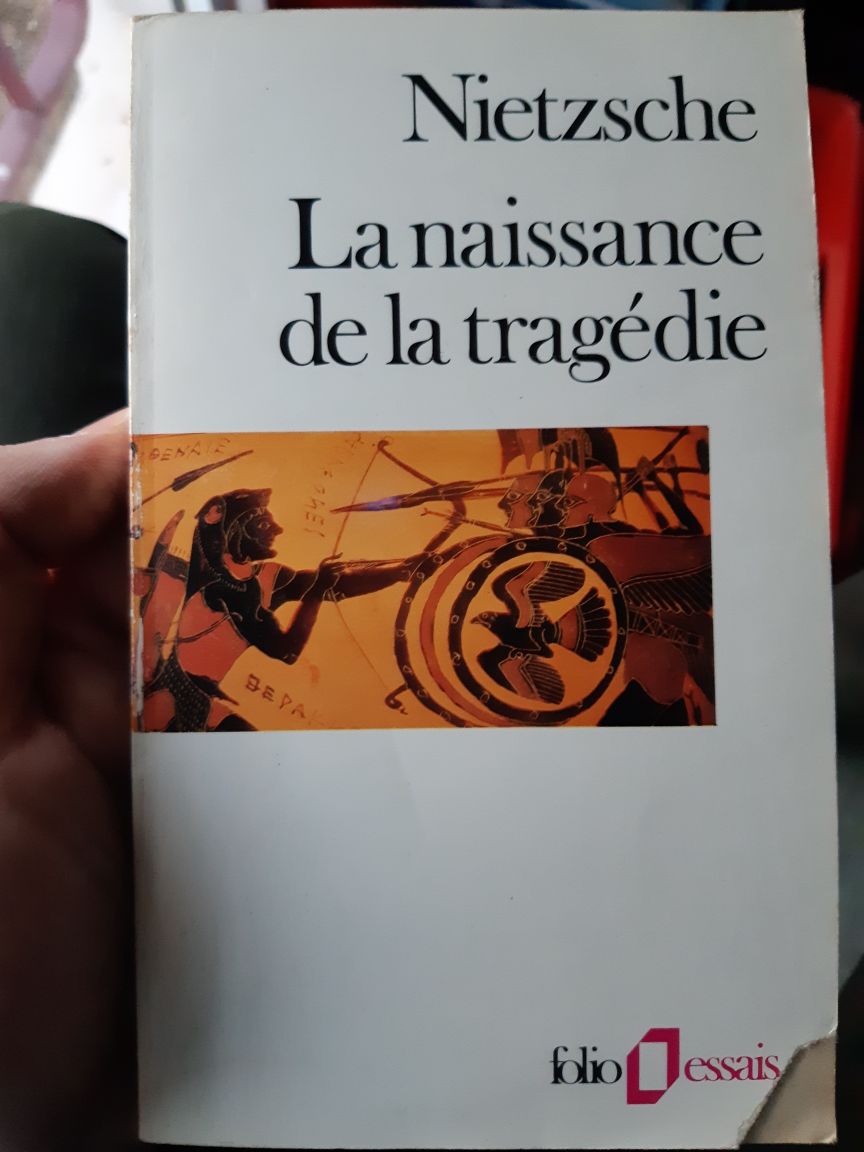 Nietzsche
La naissance
de la tragédie
folio essais